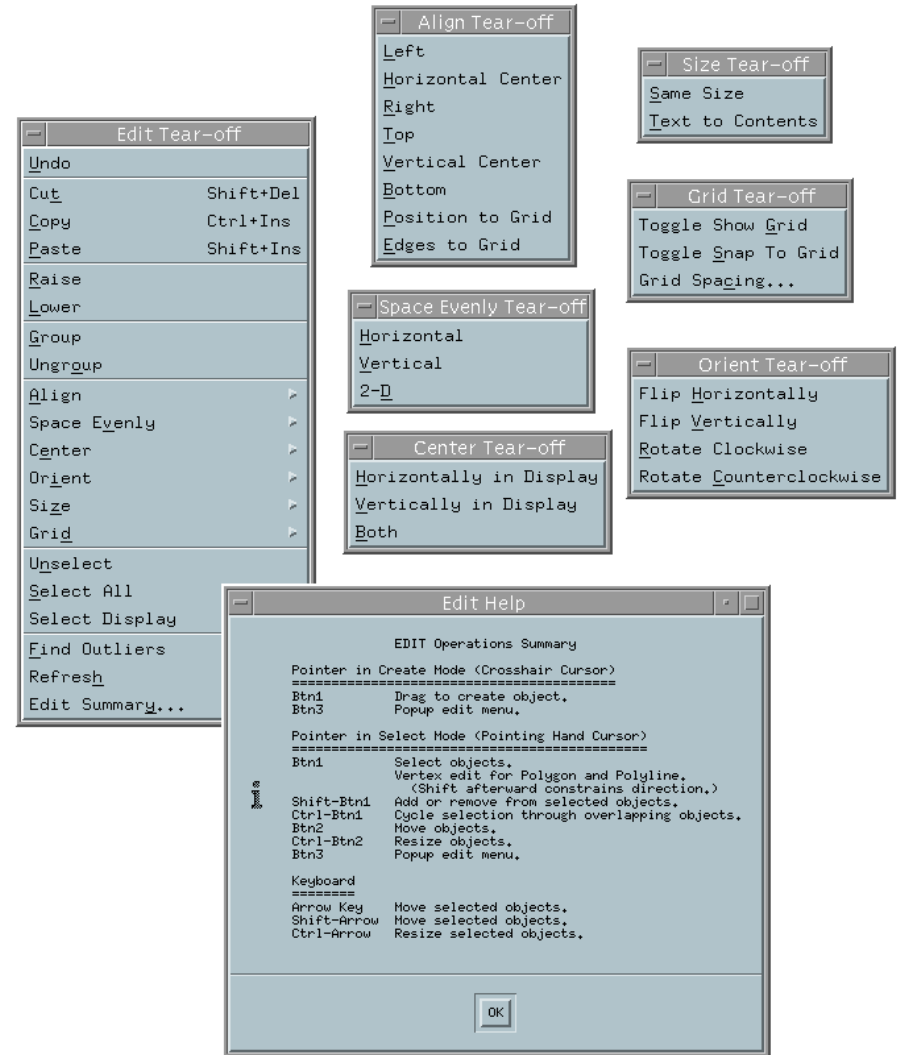 Align Tear-off
Left
Horizontal Center
Right
Top
Vertical Center
Bottom
Position to Grid
Edges to Grid
Size Tear-off
Same Size
Text to Contents
Edit Tear-off
Undo
Cut Shift+Del
Copy Ctrl+Ins
Paste Shift+Ins
Raise
Lower
Group
Ungroup
Align
Space Evenly
Center
Orient
Size
Grid
Unselect
Select All
Select Display
Find Outliers
Refresh
Edit Summary...
Grid Tear-off
Toggle Show Grid
Toggle Snap To Grid
Grid Spacing...
Space Evenly Tear-off
Horizontal
Vertical
2-D
Orient Tear-off
Flip Horizontally
Flip Vertically
Rotate Clockwise
Rotate Counterclockwise
Center Tear-off
Horizontally in Display
Vertically in Display
Both
Edit Help
EDIT Operations Summary
Pointer in Create Mode (Crosshair Cursor)
=========================================
Btn1 Drag to create object.
Btn3 Popup edit menu.
Pointer in Select Mode (Pointing Hand Cursor)
=============================================
Btn1 Select objects.
Vertex edit for Polygon and Polyline.
(Shift afterward constrains direction.)
Shift-Btn1 Add or remove from selected objects.
Ctrl-Btn1 Cycle selection through overlapping objects.
Btn2 Move objects.
Ctrl-Btn2 Resize objects.
Btn3 Popup edit menu.
Keyboard
========
Arrow Key Move selected objects.
Shift-Arrow Move selected objects.
Ctrl-Arrow Resize selected objects.
OK